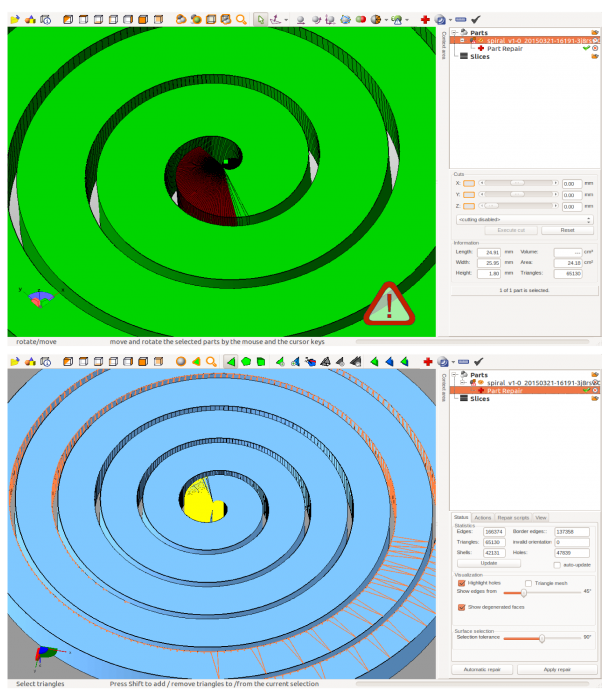 Context area
Parts
spiral_v1-0_20150321-16191-3j8rs
Part Repair
Slices
Cuts
X: 0.00 mm
Y: 0.00 mm
Z: 0.00 mm
<cutting disabled>
Execute cut Reset
Information
Length: 24.91 mm Volume: --- cm³
Width: 25.95 mm Area: 24.18 cm²
Height: 1.80 mm Triangles: 65130
1 of 1 part is selected.
rotate/move move and rotate the selected parts by the mouse and the cursor keys
Context area
Parts
spiral_v1-0_20150321-16191-3j8rs
Part Repair
Slices
Status Actions Repair scripts View
Statistics
Edges: 166374 Border edges: 137358
Triangles: 65130 Invalid orientation 0
Shells: 42131 Holes: 47839
Update auto-update
Visualization
Highlight holes Triangle mesh
Show edges from 45°
Show degenerated faces
Surface selection
Selection tolerance 90°
Automatic repair Apply repair
Select triangles Press Shift to add / remove triangles to /from the current selection